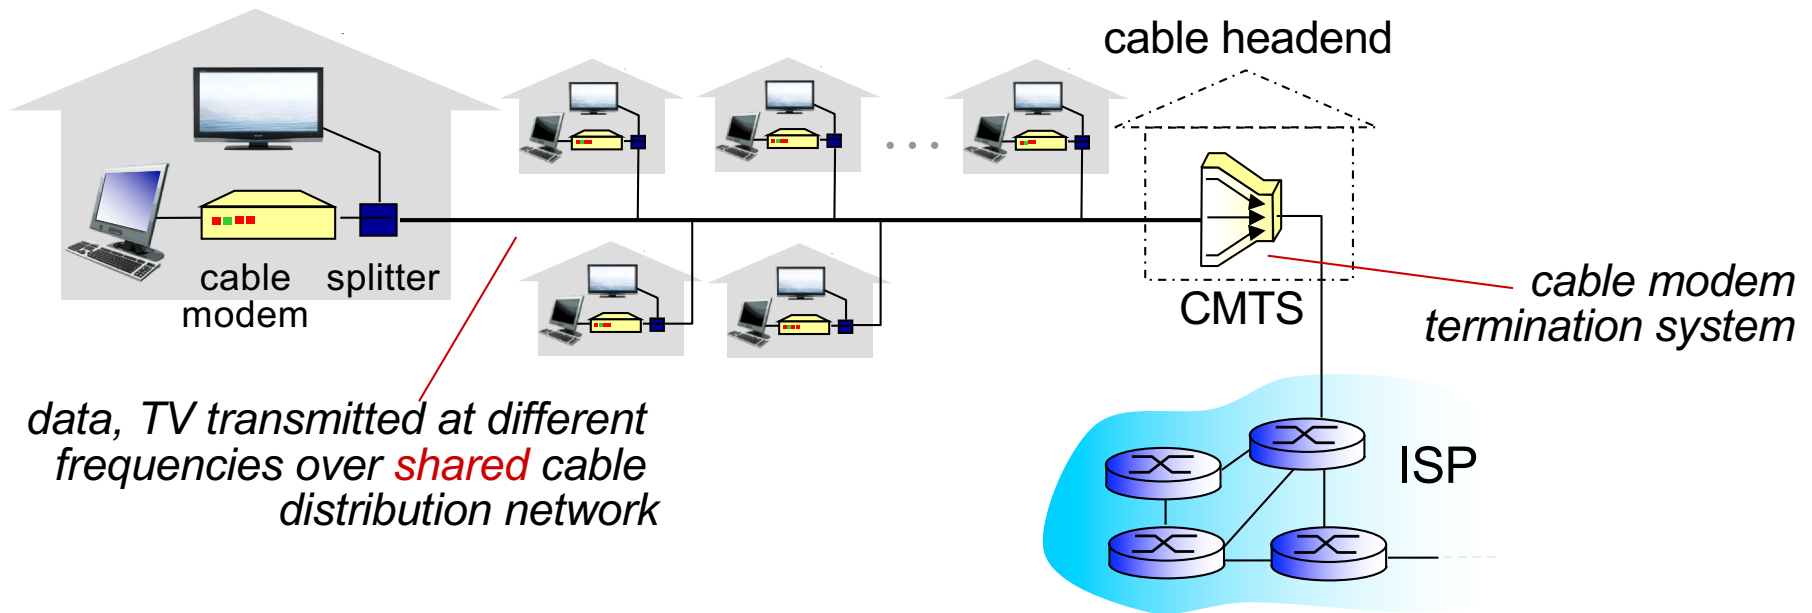 cable headend
cable
modem
splitter
CMTS
cable modem
termination system
data, TV transmitted at different
frequencies over shared cable
distribution network
ISP